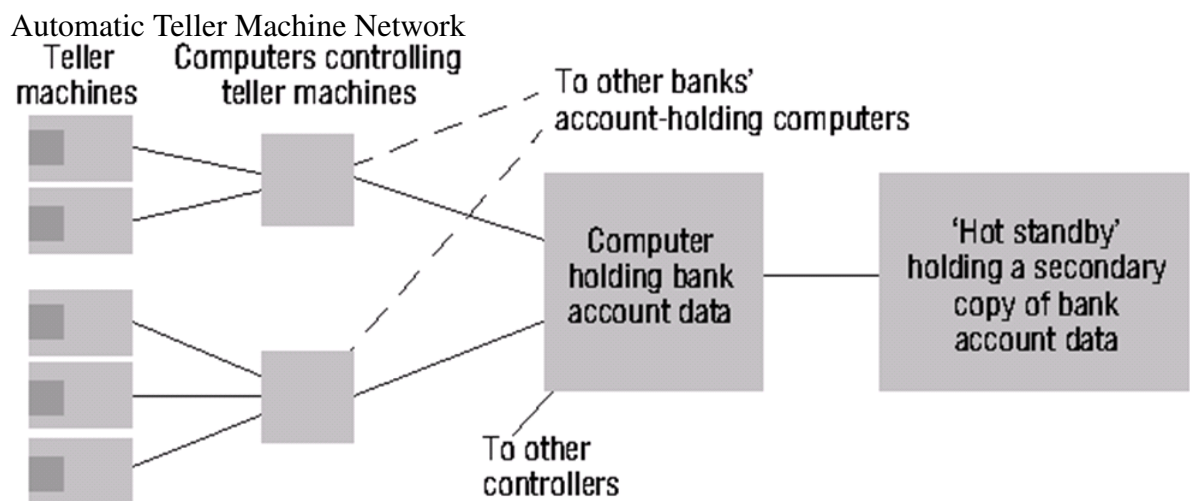 Automatic Teller Machine Network
Teller
machines
Computers controlling
teller machines
To other banks’
account-holding computers
Computer
holding bank
account data
‘Hot standby’
holding a secondary
copy of bank
account data
To other
controllers